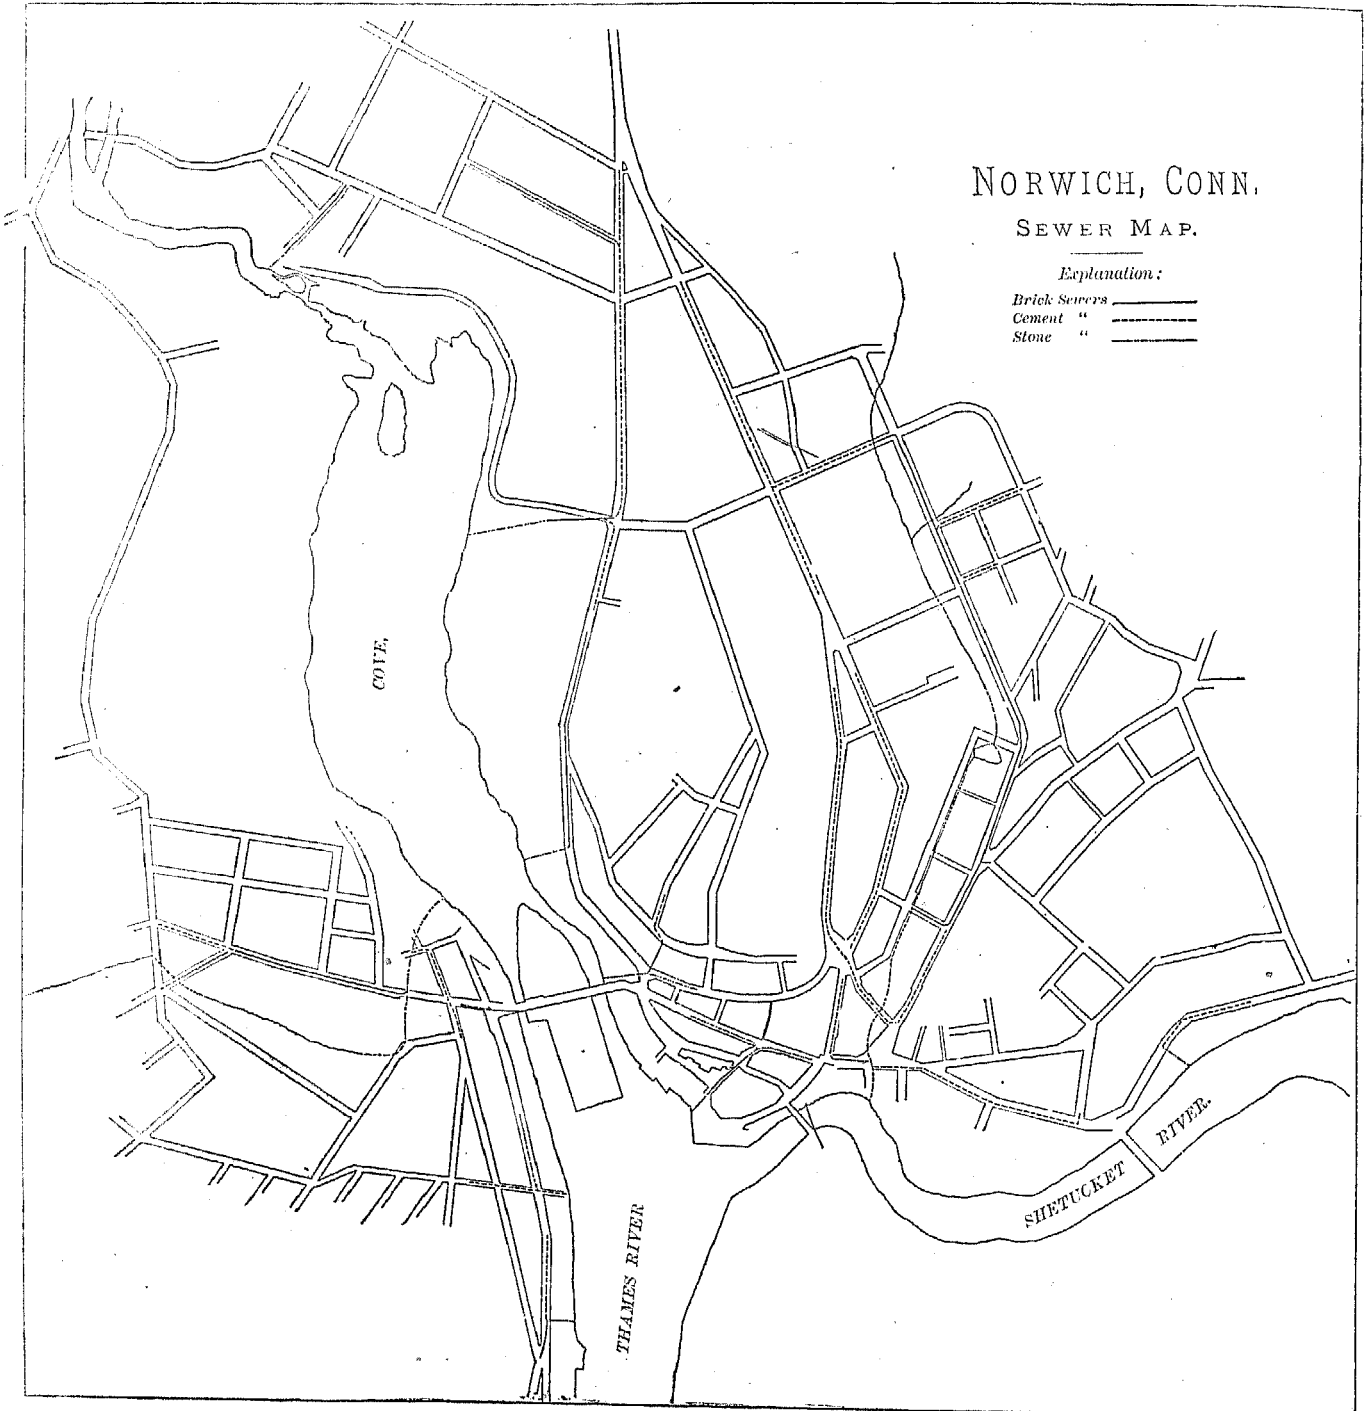 NORWICH, CONN.
SEWER MAP.
Explanation:
Brick Sewers
Cement "
Stone "
COVE.
THAMES RIVER
SHETUCKET RIVER.